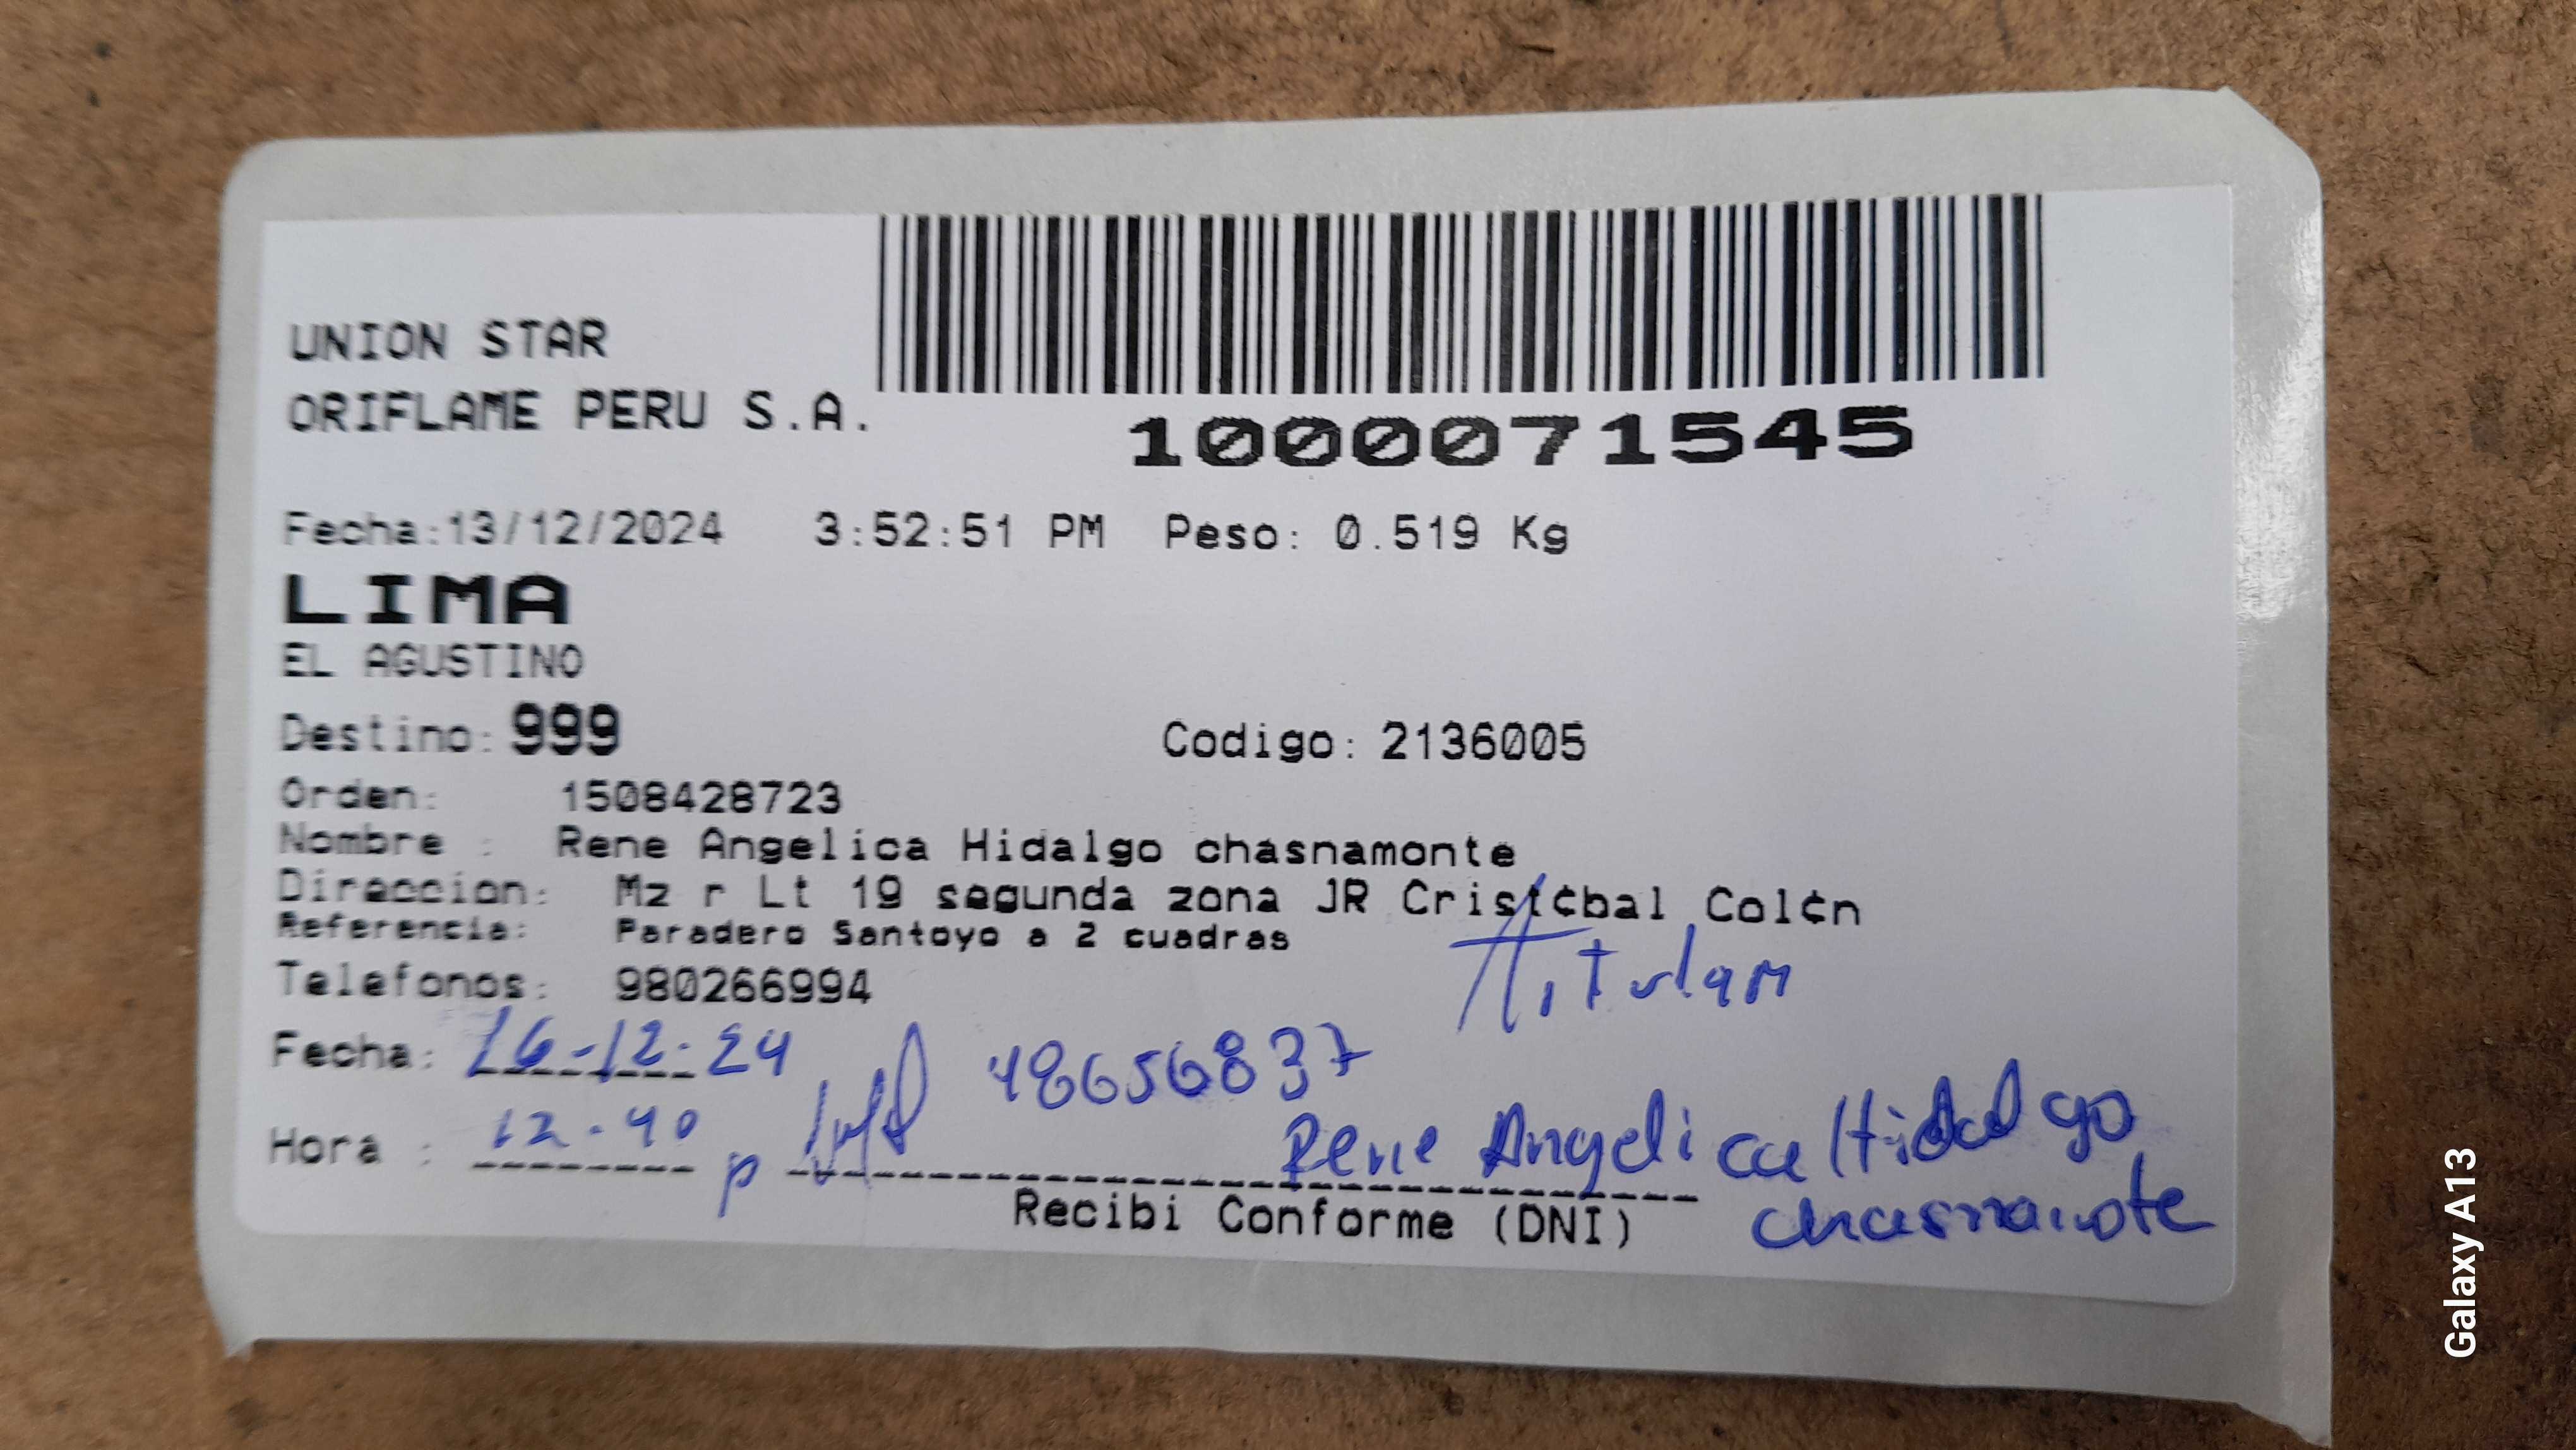 UNION STAR
ORIFLAME PERU S.A.
1000071545
Fecha:13/12/2024 3:52:51 PM Peso: 0.519 Kg
LIMA
EL AGUSTINO
Destino: 999 Codigo: 2136005
Orden: 1508428723
Nombre : Rene Angelica Hidalgo chasnamonte
Direccion: Mz r Lt 19 segunda zona JR Crist¢bal Col¢n
Referencia: Paradero Santoyo a 2 cuadras
Telefonos: 980266994
Fecha: 16-12-24 48656837
Hora : 12-40 p Rene Angelica Hidalgo
Recibi Conforme (DNI)
Galaxy A13